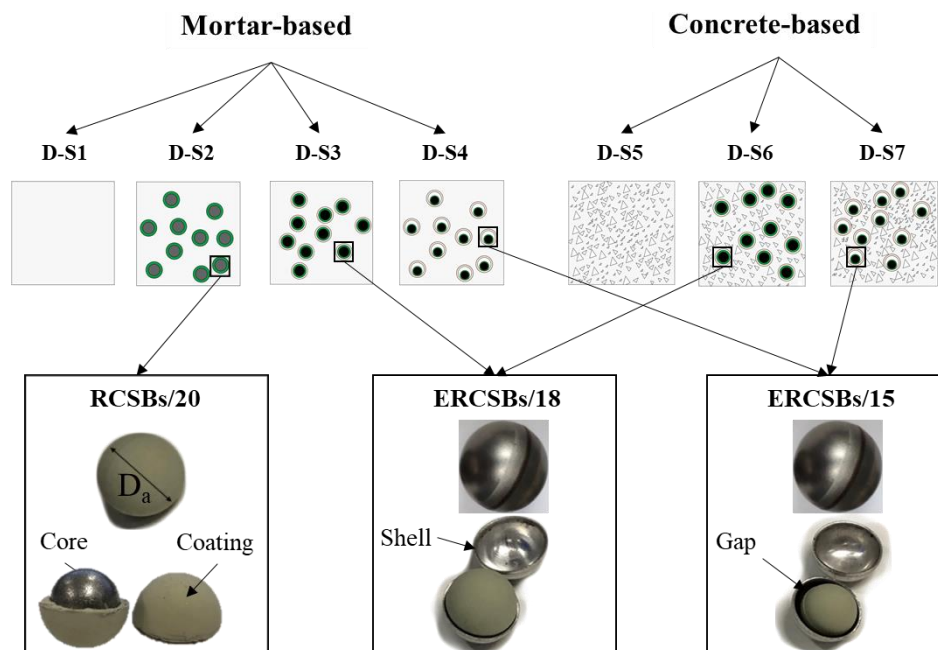 Mortar-based
Concrete-based
D-S1
D-S2
D-S3
D-S4
D-S5
D-S6
D-S7
RCSBs/20
ERCSBs/18
ERCSBs/15
Da
Core
Coating
Shell
Gap